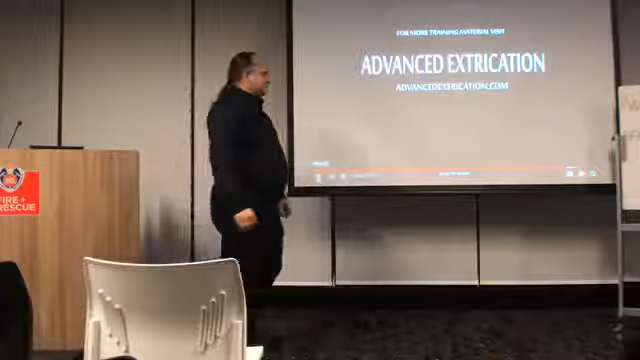 FOR MORE TRAINING MATERIAL VISIT
ADVANCED EXTRICATION
ADVANCEDEXTRICATION.COM
FIRE+
RESCUE